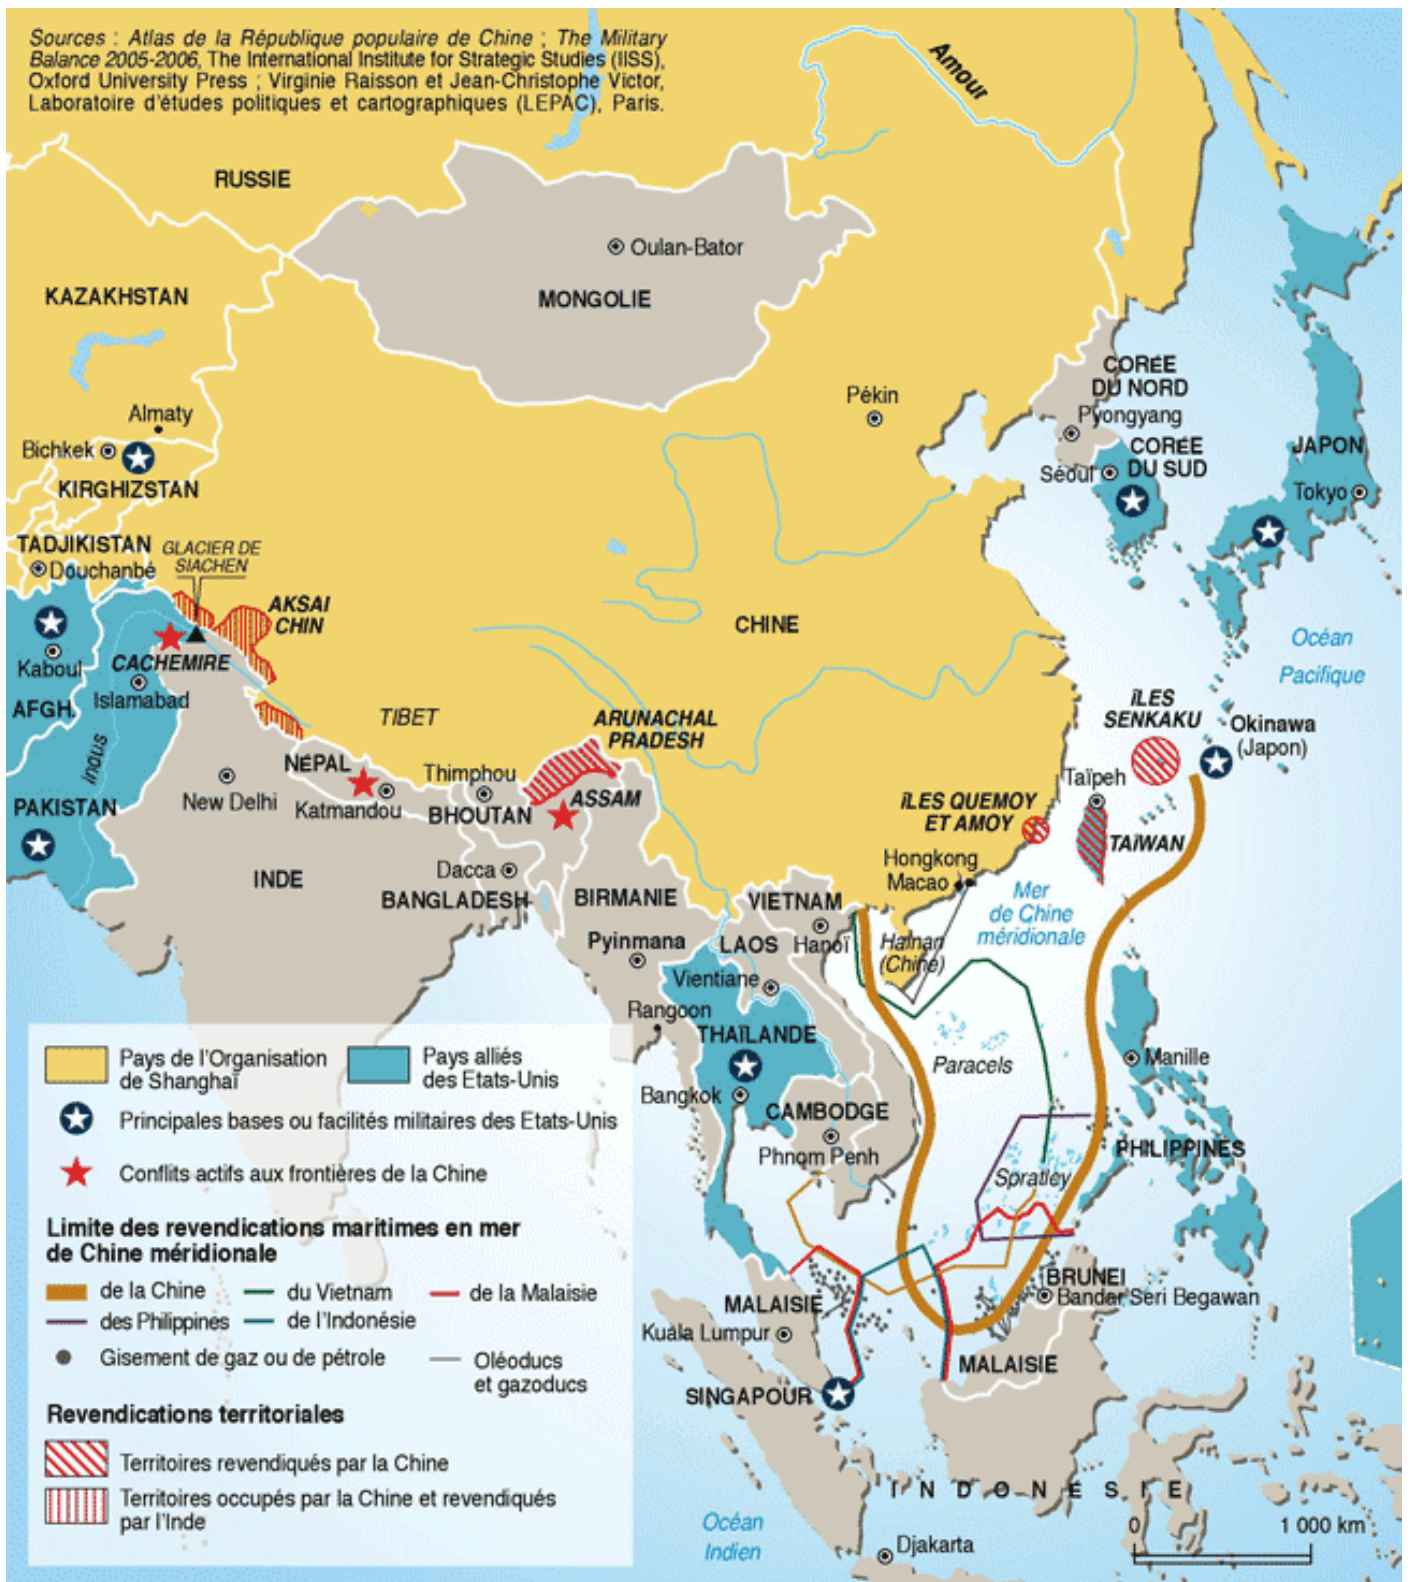 Sources : Atlas de la République populaire de Chine ; The Military
Balance 2005-2006, The International Institute for Strategic Studies (IISS),
Oxford University Press ; Virginie Raisson et Jean-Christophe Victor,
Laboratoire d'études politiques et cartographiques (LEPAC), Paris.
Amour
RUSSIE
Oulan-Bator
MONGOLIE
KAZAKHSTAN
CORÉE
DU NORD
Pékin
Almaty
Pyongyang
Bichkek
CORÉE
DU SUD
JAPON
Séoul
KIRGHIZSTAN
Tokyo
TADJIKISTAN
GLACIER DE
SIACHEN
Douchanbé
AKSAI
CHIN
CHINE
Océan
Pacifique
CACHEMIRE
Kaboul
Islamabad
AFGH.
TIBET
ARUNACHAL
PRADESH
ÎLES
SENKAKU
Okinawa
(Japon)
Indus
NÉPAL
Thimphou
Taïpeh
New Delhi
Katmandou
BHOUTAN
ASSAM
PAKISTAN
ÎLES QUEMOY
ET AMOY
TAÏWAN
Hongkong
Macao
INDE
Dacca
BANGLADESH
BIRMANIE
VIETNAM
Mer
de Chine
méridionale
Pyinmana
LAOS
Hanoï
Haïnan
(Chine)
Vientiane
Rangoon
THAÏLANDE
Paracels
Manille
Bangkok
CAMBODGE
Phnom Penh
PHILIPPINES
Spratley
BRUNEI
Bandar Seri Begawan
MALAISIE
Kuala Lumpur
MALAISIE
SINGAPOUR
INDONÉSIE
Océan
Indien
Djakarta
0 1 000 km
Pays de l'Organisation
de Shanghaï
Pays alliés
des Etats-Unis
Principales bases ou facilités militaires des Etats-Unis
Conflits actifs aux frontières de la Chine
Limite des revendications maritimes en mer
de Chine méridionale
de la Chine
du Vietnam
de la Malaisie
des Philippines
de l'Indonésie
Gisement de gaz ou de pétrole
Oléoducs
et gazoducs
Revendications territoriales
Territoires revendiqués par la Chine
Territoires occupés par la Chine et revendiqués
par l'Inde